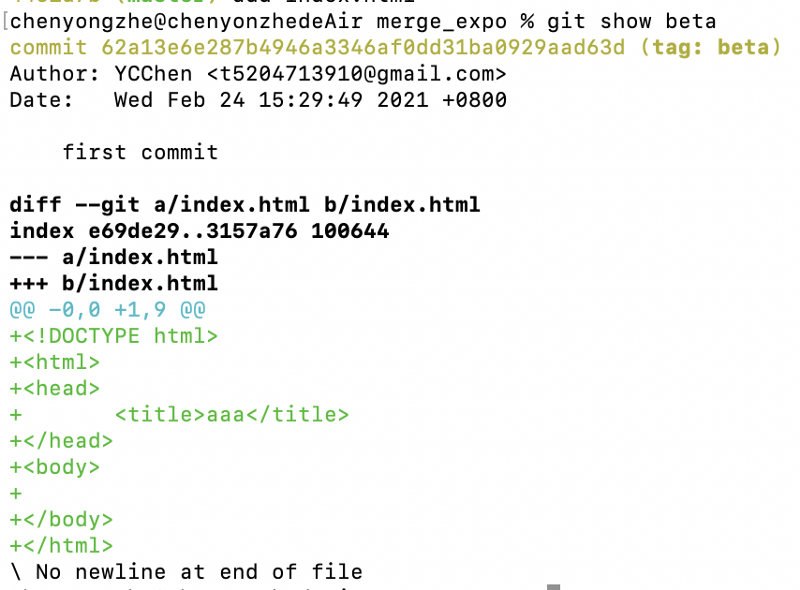 [chenyongzhe@chenyonzhedeAir merge_expo % git show beta
commit 62a13e6e287b4946a3346af0dd31ba0929aad63d (tag: beta)
Author: YCChen <t5204713910@gmail.com>
Date:   Wed Feb 24 15:29:49 2021 +0800

    first commit

diff --git a/index.html b/index.html
index e69de29..3157a76 100644
--- a/index.html
+++ b/index.html
@@ -0,0 +1,9 @@
+<!DOCTYPE html>
+<html>
+<head>
+       <title>aaa</title>
+</head>
+<body>
+
+</body>
+</html>
\ No newline at end of file